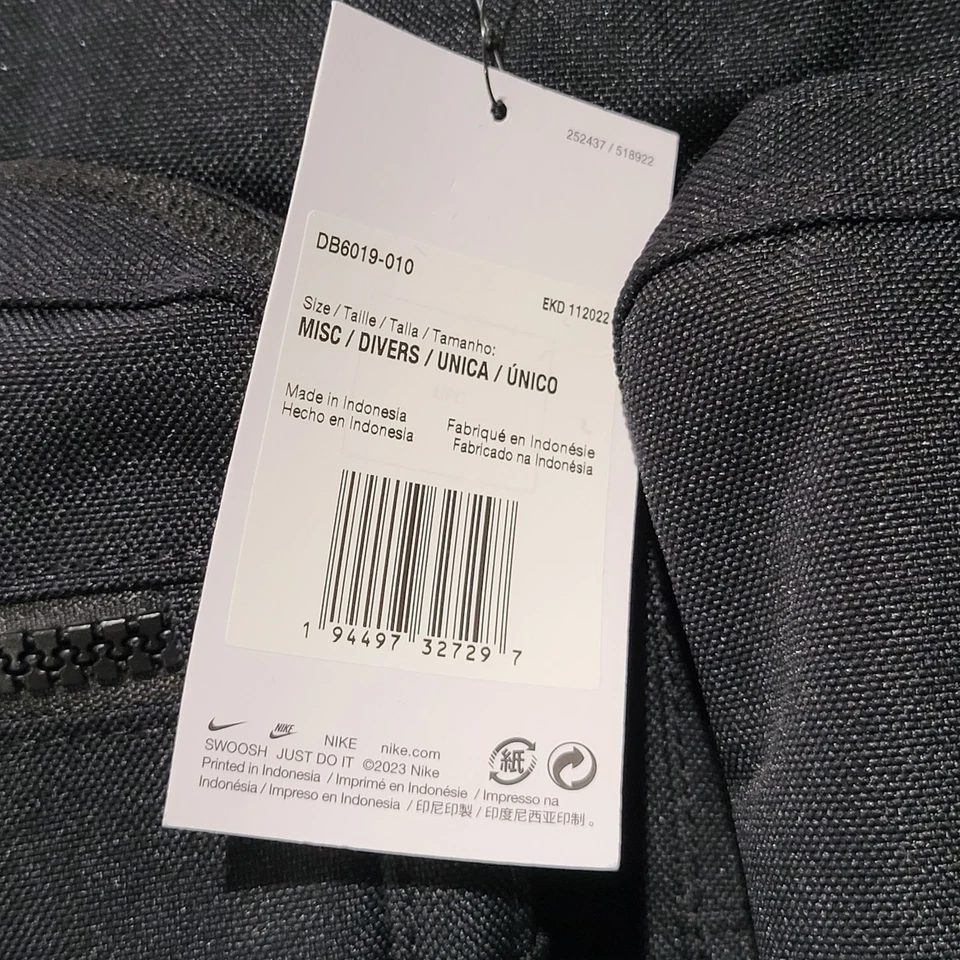 252437 / 518922
DB6019-010
EKD 112022
Size / Taille / Talla / Tamanho:
MISC / DIVERS / UNICA / ÚNICO
Made in Indonesia
Hecho en Indonesia
Fabriqué en Indonésie
Fabricado na Indonésia
1 94497 32729 7
NIKE
NIKE nike.com
SWOOSH JUST DO IT ©2023 Nike
Printed in Indonesia / Imprimé en Indonésie / Impresso na
Indonésia / Impreso en Indonesia / 印尼印製 / 印度尼西亚印制。
紙